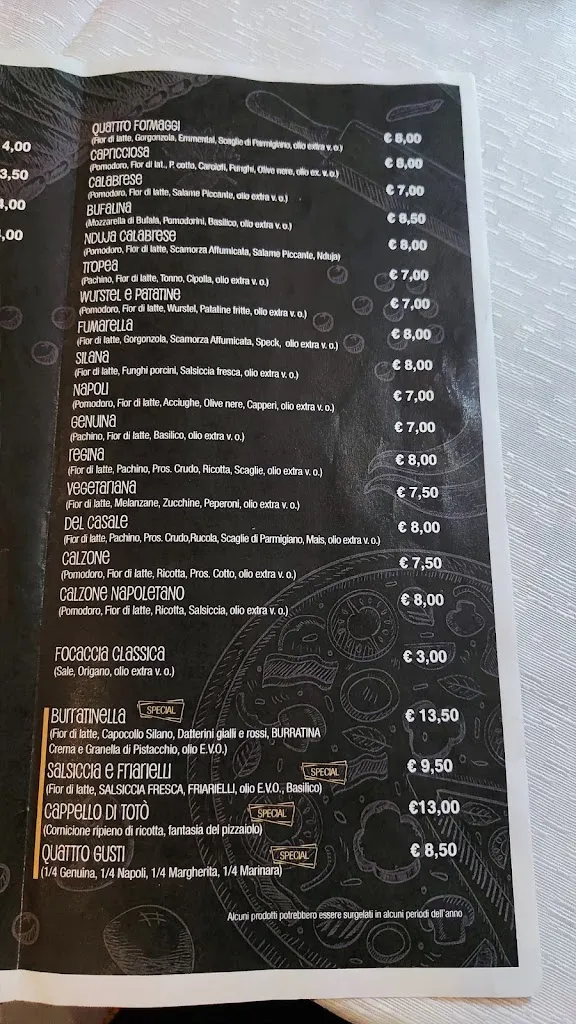 4,00
3,50
4,00
,00
QUATTRO FORMAGGI € 8,00
(Fior di latte, Gorgonzola, Emmental, Scaglie di Parmigiano, olio extra v. o.)
CAPRICCIOSA € 8,00
(Pomodoro, Fior di lat., P. cotto, Carciofi, Funghi, Olive nere, olio ex. v. o.)
CALABRESE € 7,00
(Pomodoro, Fior di latte, Salame Piccante, olio extra v. o.)
BUFALINA € 8,50
(Mozzarella di Bufala, Pomodorini, Basilico, olio extra v. o.)
NDUJA CALABRESE € 8,00
(Pomodoro, Fior di latte, Scamorza Affumicata, Salame Piccante, Nduja)
TROPEA € 7,00
(Pachino, Fior di latte, Tonno, Cipolla, olio extra v. o.)
WURSTEL E PATATINE € 7,00
(Pomodoro, Fior di latte, Wurstel, Patatine fritte, olio extra v. o.)
FUMARELLA € 8,00
(Fior di latte, Gorgonzola, Scamorza Affumicata, Speck, olio extra v. o.)
SILANA € 8,00
(Fior di latte, Funghi porcini, Salsiccia fresca, olio extra v. o.)
NAPOLI € 7,00
(Pomodoro, Fior di latte, Acciughe, Olive nere, Capperi, olio extra v. o.)
GENUINA € 7,00
(Pachino, Fior di latte, Basilico, olio extra v. o.)
REGINA € 8,00
(Fior di latte, Pachino, Pros. Crudo, Ricotta, Scaglie, olio extra v. o.)
VEGETARIANA € 7,50
(Fior di latte, Melanzane, Zucchine, Peperoni, olio extra v. o.)
DEL CASALE € 8,00
(Fior di latte, Pachino, Pros. Crudo,Rucola, Scaglie di Parmigiano, Mais, olio extra v. o.)
CALZONE € 7,50
(Pomodoro, Fior di latte, Ricotta, Pros. Cotto, olio extra v. o.)
CALZONE NAPOLETANO € 8,00
(Pomodoro, Fior di latte, Ricotta, Salsiccia, olio extra v. o.)
FOCACCIA CLASSICA € 3,00
(Sale, Origano, olio extra v. o.)
BURRATINELLA SPECIAL € 13,50
(Fior di latte, Capocollo Silano, Datterini gialli e rossi, BURRATINA
Crema e Granella di Pistacchio, olio E.V.O.)
SALSICCIA E FRIARIELLI SPECIAL € 9,50
(Fior di latte, SALSICCIA FRESCA, FRIARIELLI, olio E.V.O., Basilico)
CAPPELLO DI TOTÒ SPECIAL €13,00
(Cornicione ripieno di ricotta, fantasia del pizzaiolo)
QUATTRO GUSTI SPECIAL € 8,50
(1/4 Genuina, 1/4 Napoli, 1/4 Margherita, 1/4 Marinara)
Alcuni prodotti potrebbero essere surgelati in alcuni periodi dell'anno